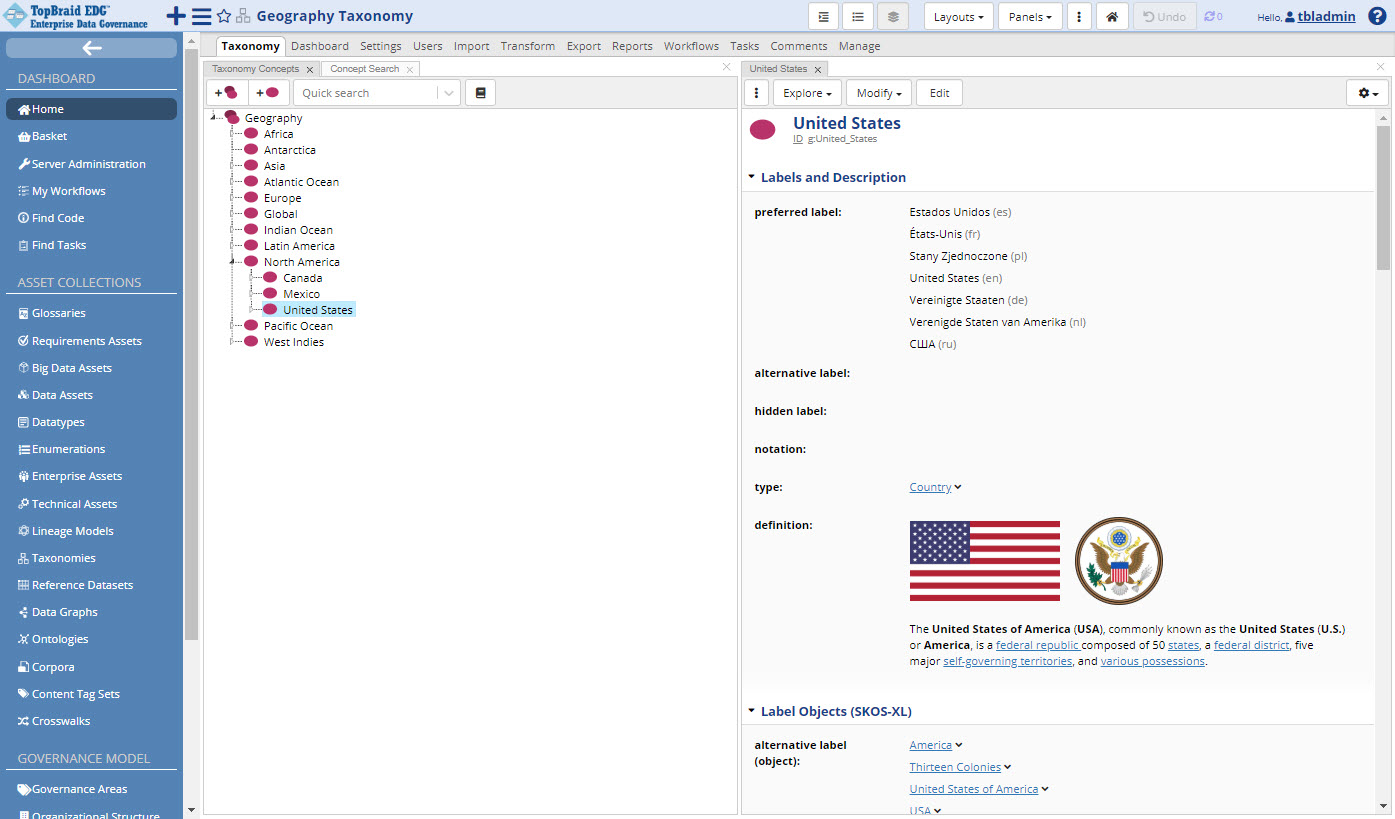 TopBraid EDG™
Enterprise Data Governance
Geography Taxonomy
Layouts
Panels
Undo
0
Hello,
tbladmin
?
DASHBOARD
Home
Basket
Server Administration
My Workflows
Find Code
Find Tasks
ASSET COLLECTIONS
Glossaries
Requirements Assets
Big Data Assets
Data Assets
Datatypes
Enumerations
Enterprise Assets
Technical Assets
Lineage Models
Taxonomies
Reference Datasets
Data Graphs
Ontologies
Corpora
Content Tag Sets
Crosswalks
GOVERNANCE MODEL
Governance Areas
Organizational Structure
Taxonomy Dashboard Settings Users Import Transform Export Reports Workflows Tasks Comments Manage
Taxonomy Concepts
Concept Search
Quick search
Geography
Africa
Antarctica
Asia
Atlantic Ocean
Europe
Global
Indian Ocean
Latin America
North America
Canada
Mexico
United States
Pacific Ocean
West Indies
United States
Explore
Modify
Edit
United States
ID g:United_States
Labels and Description
preferred label:
Estados Unidos (es)
États-Unis (fr)
Stany Zjednoczone (pl)
United States (en)
Vereinigte Staaten (de)
Verenigde Staten van Amerika (nl)
США (ru)
alternative label:
hidden label:
notation:
type:
Country
definition:
The United States of America (USA), commonly known as the United States (U.S.)
or America, is a federal republic composed of 50 states, a federal district, five
major self-governing territories, and various possessions.
Label Objects (SKOS-XL)
alternative label
(object):
America
Thirteen Colonies
United States of America
USA